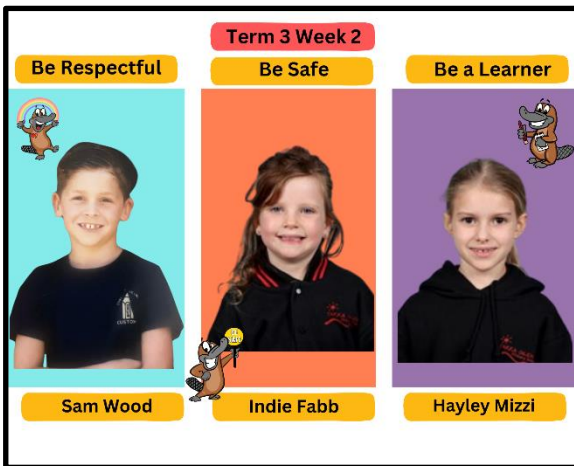 Term 3 Week 2
Be Respectful
Be Safe
Be a Learner
Sam Wood
Indie Fabb
Hayley Mizzi